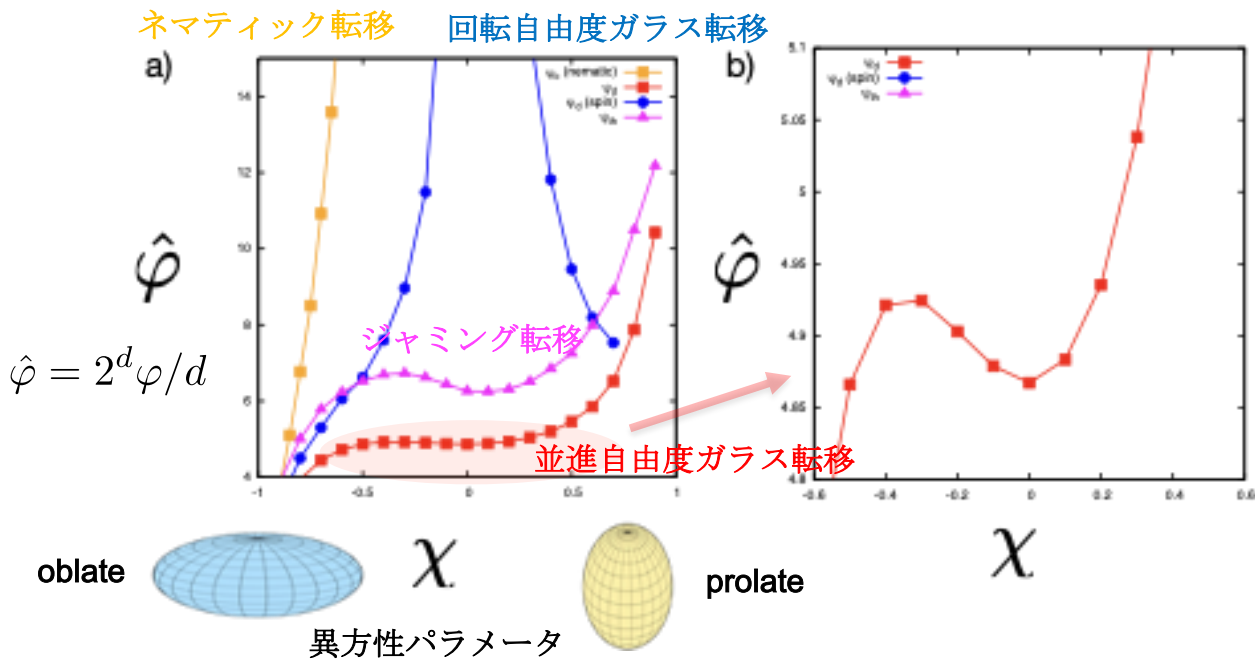 ネマティック転移
回転自由度ガラス転移
a)
φ̂
φ̂ = 2^d φ/d
15
14
12
10
8
6
4
-1
-0.5
0
0.5
1
(nematic)
(spin)
ジャミング転移
並進自由度ガラス転移
b)
φ̂
5.1
5.05
5
4.95
4.9
4.85
4.8
-0.6
-0.4
-0.2
0
0.2
0.4
0.6
(spin)
oblate
χ
prolate
χ
異方性パラメータ